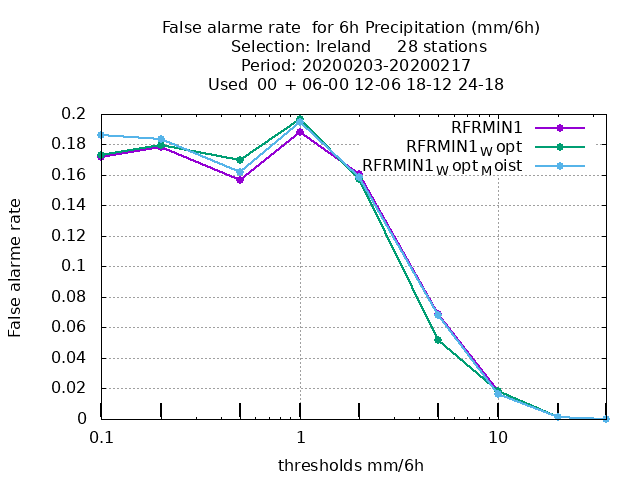 False alarme rate  for 6h Precipitation (mm/6h)
Selection: Ireland     28 stations
Period: 20200203-20200217
Used  00 + 06-00 12-06 18-12 24-18
0.2
RFRMIN1
0.18
RFRMIN1W opt
0.16
RFRMIN1W optM oist
0.14
0.12
0.1
0.08
0.06
0.04
0.02
0
False alarme rate
0.1 1 10
thresholds mm/6h